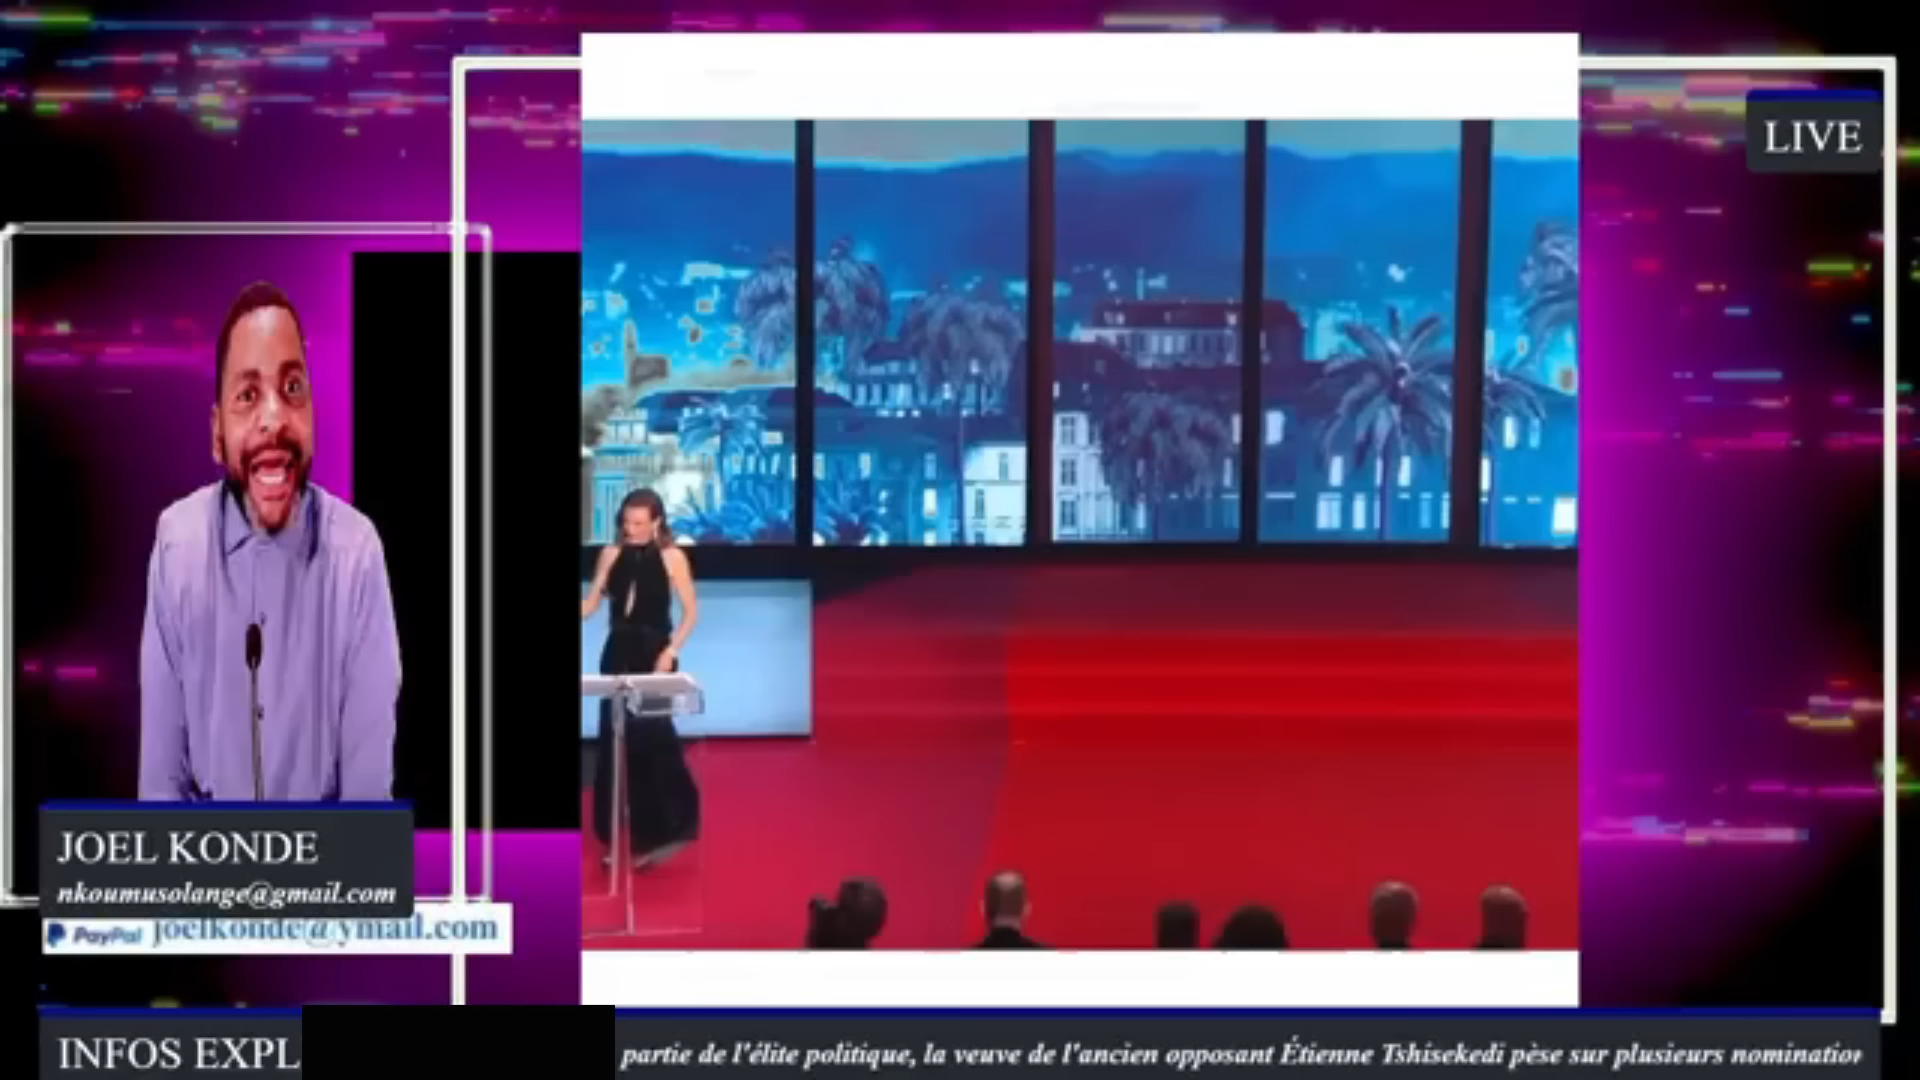 LIVE
JOEL KONDE
nkoumusolange@gmail.com
PayPal joelkonde@ymail.com
INFOS EXPL
partie de l'élite politique, la veuve de l'ancien opposant Étienne Tshisekedi pèse sur plusieurs nomination